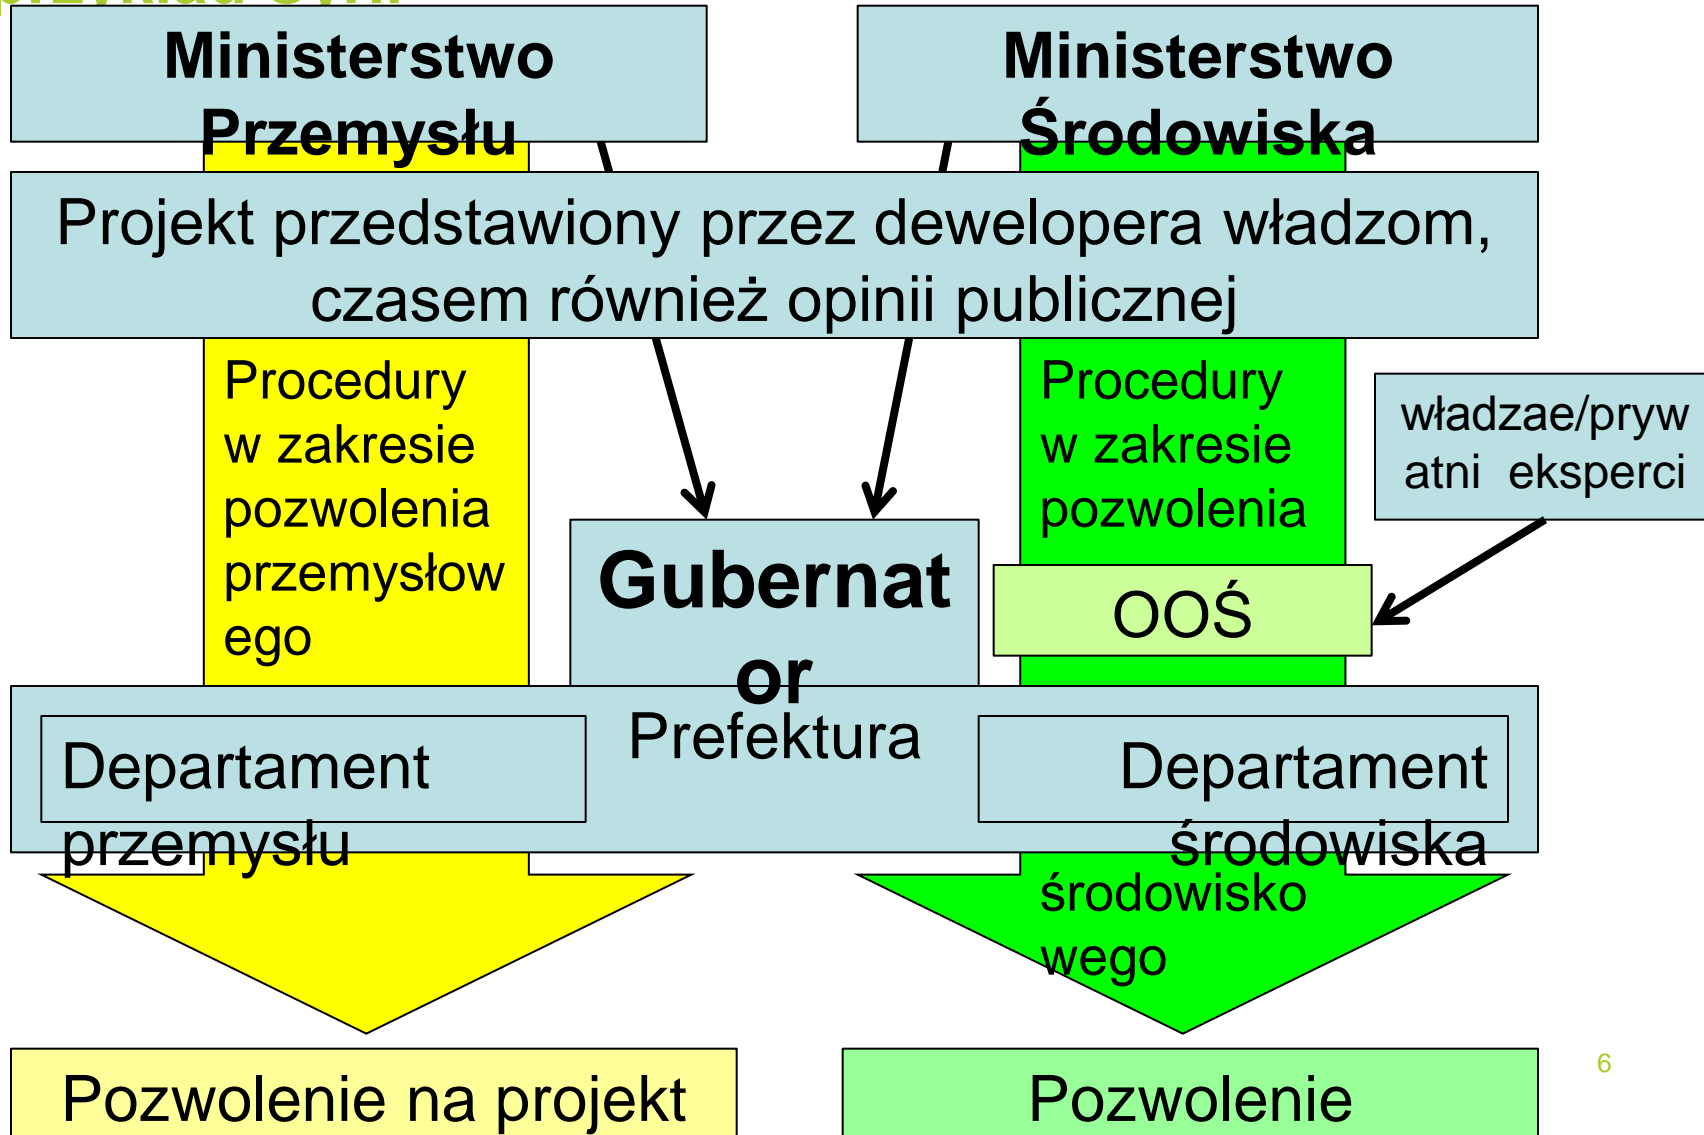 Ministerstwo
Przemysłu
Ministerstwo
Środowiska
Projekt przedstawiony przez dewelopera władzom,
czasem również opinii publicznej
Procedury
w zakresie
pozwolenia
przemysłow
ego
Procedury
w zakresie
pozwolenia
władzae/pryw
atni eksperci
Gubernat
or
OOŚ
Prefektura
Departament
przemysłu
Departament
środowiska
środowisko
wego
Pozwolenie na projekt
Pozwolenie
6